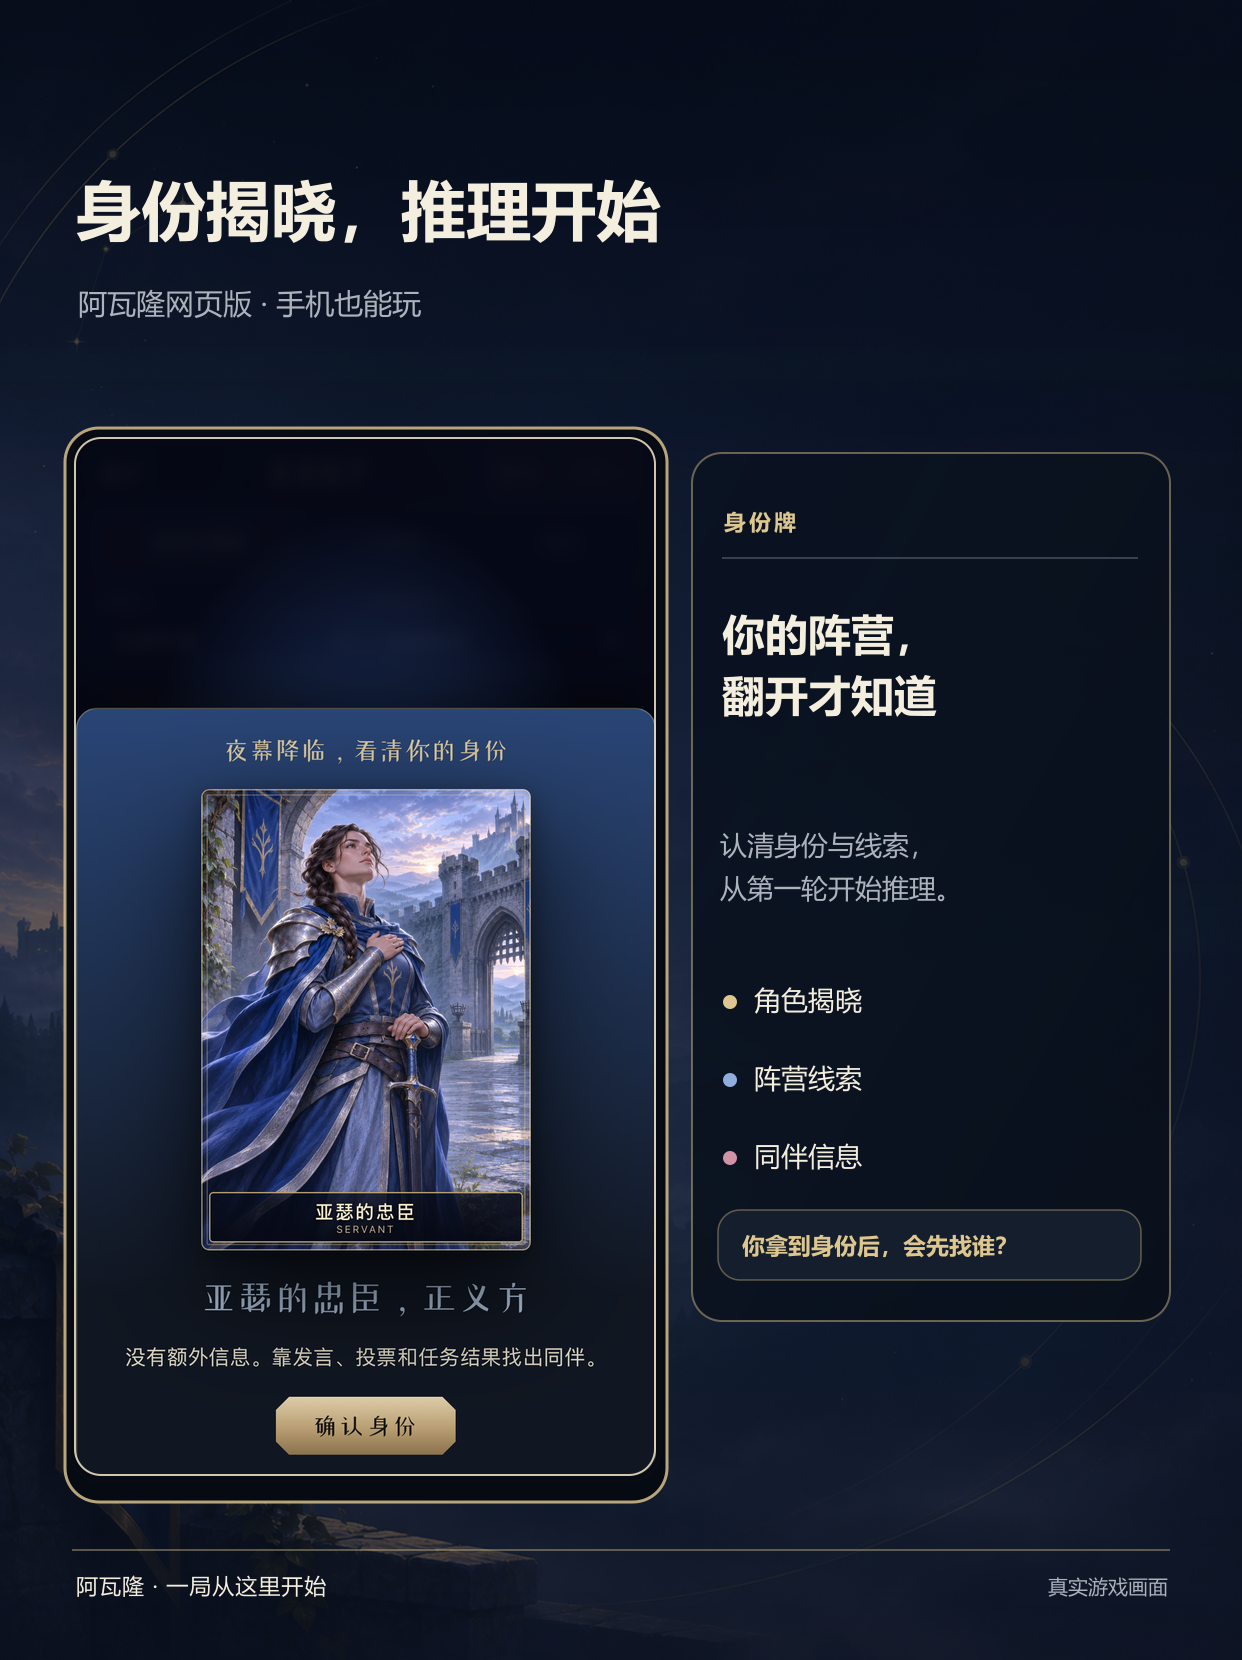 身份揭晓，推理开始
阿瓦隆网页版 · 手机也能玩
夜幕降临，看清你的身份
亚瑟的忠臣
SERVANT
亚瑟的忠臣，正义方
没有额外信息。靠发言、投票和任务结果找出同伴。
确认身份
身份牌
你的阵营，
翻开才知道
认清身份与线索，
从第一轮开始推理。
角色揭晓
阵营线索
同伴信息
你拿到身份后，会先找谁？
阿瓦隆 · 一局从这里开始
真实游戏画面